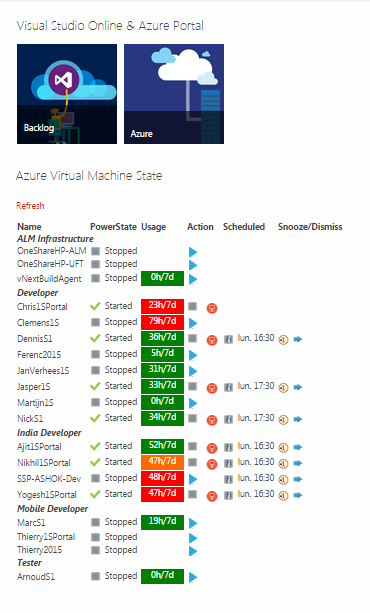 Visual Studio Online & Azure Portal
Backlog
Azure
Azure Virtual Machine State
Refresh
Name PowerState Usage Action Scheduled Snooze/Dismiss
ALM Infrastructure
OneShareHP-ALM Stopped
OneShareHP-UFT Stopped
vNextBuildAgent Stopped 0h/7d
Developer
Chris1SPortal Started 23h/7d
Clemens1S Stopped 79h/7d
DennisS1 Started 36h/7d lun. 16:30
Ferenc2015 Stopped 5h/7d
JanVerhees1S Stopped 31h/7d
Jasper1S Started 33h/7d lun. 17:30
Martijn1S Stopped 0h/7d
NickS1 Started 34h/7d lun. 17:30
India Developer
Ajit1SPortal Started 52h/7d lun. 16:30
Nikhil1SPortal Started 47h/7d lun. 16:30
SSP-ASHOK-Dev Stopped 48h/7d
Yogesh1SPortal Started 47h/7d lun. 16:30
Mobile Developer
MarcS1 Stopped 19h/7d
Thierry1SPortal Stopped
Thierry2015 Stopped
Tester
ArnoudS1 Stopped 0h/7d